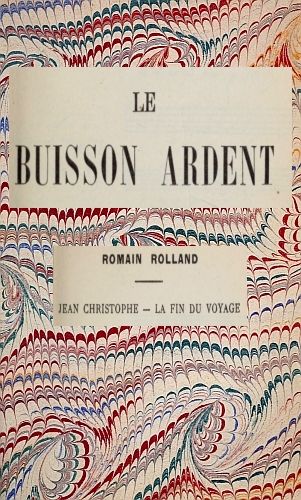 LE
BUISSON ARDENT
ROMAIN ROLLAND
JEAN CHRISTOPHE — LA FIN DU VOYAGE